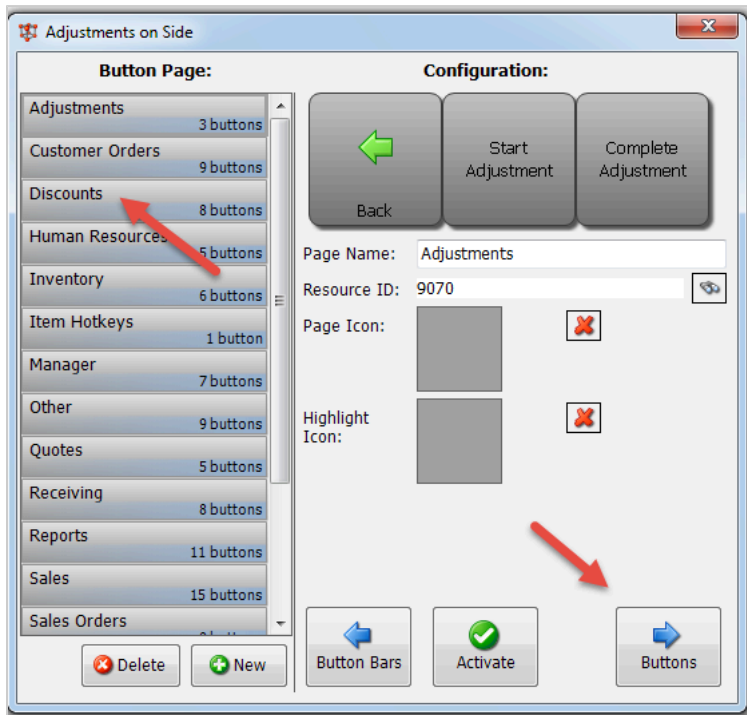 Adjustments on Side
Button Page:
Adjustments
3 buttons
Customer Orders
9 buttons
Discounts
8 buttons
Human Resources
5 buttons
Inventory
6 buttons
Item Hotkeys
1 button
Manager
7 buttons
Other
9 buttons
Quotes
5 buttons
Receiving
8 buttons
Reports
11 buttons
Sales
15 buttons
Sales Orders
Delete
New
Configuration:
Back
Start
Adjustment
Complete
Adjustment
Page Name: Adjustments
Resource ID: 9070
Page Icon:
Highlight
Icon:
Button Bars
Activate
Buttons